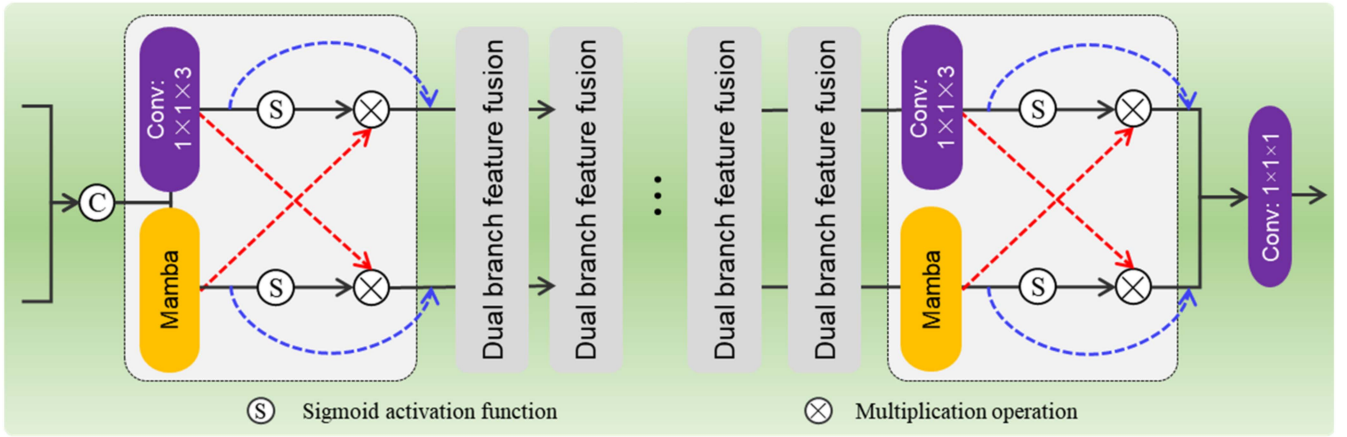 C
Conv:
1×1×3
Mamba
S
S
Dual branch feature fusion
Dual branch feature fusion
...
Dual branch feature fusion
Dual branch feature fusion
Conv:
1×1×3
Mamba
S
S
Conv: 1×1×1
S Sigmoid activation function
Multiplication operation